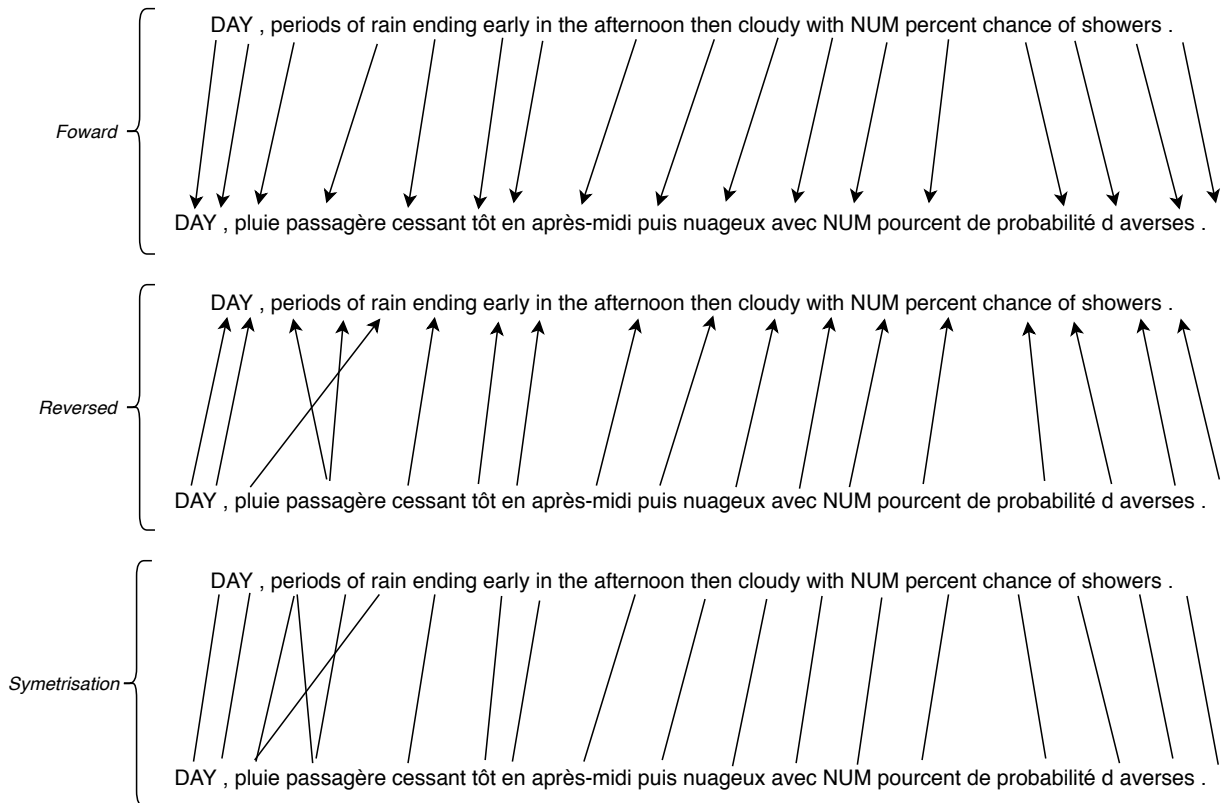 DAY , periods of rain ending early in the afternoon then cloudy with NUM percent chance of showers .
Foward
DAY , pluie passagère cessant tôt en après-midi puis nuageux avec NUM pourcent de probabilité d averses .
DAY , periods of rain ending early in the afternoon then cloudy with NUM percent chance of showers .
Reversed
DAY , pluie passagère cessant tôt en après-midi puis nuageux avec NUM pourcent de probabilité d averses .
DAY , periods of rain ending early in the afternoon then cloudy with NUM percent chance of showers .
Symetrisation
DAY , pluie passagère cessant tôt en après-midi puis nuageux avec NUM pourcent de probabilité d averses .